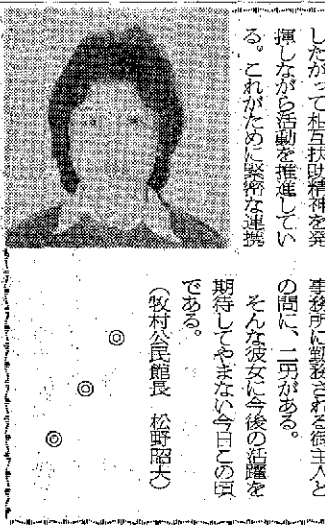 したがって相互扶助精神を発
揮しながら活動を推進してい
る。これがために緊密な連携
事務所に勤務される御主人と
の間に、二男がある。
そんな彼女に今後の活躍を
期待してやまない今日この頃
である。
(牧村公民館長 松野昭夫)
◎
◎
◎